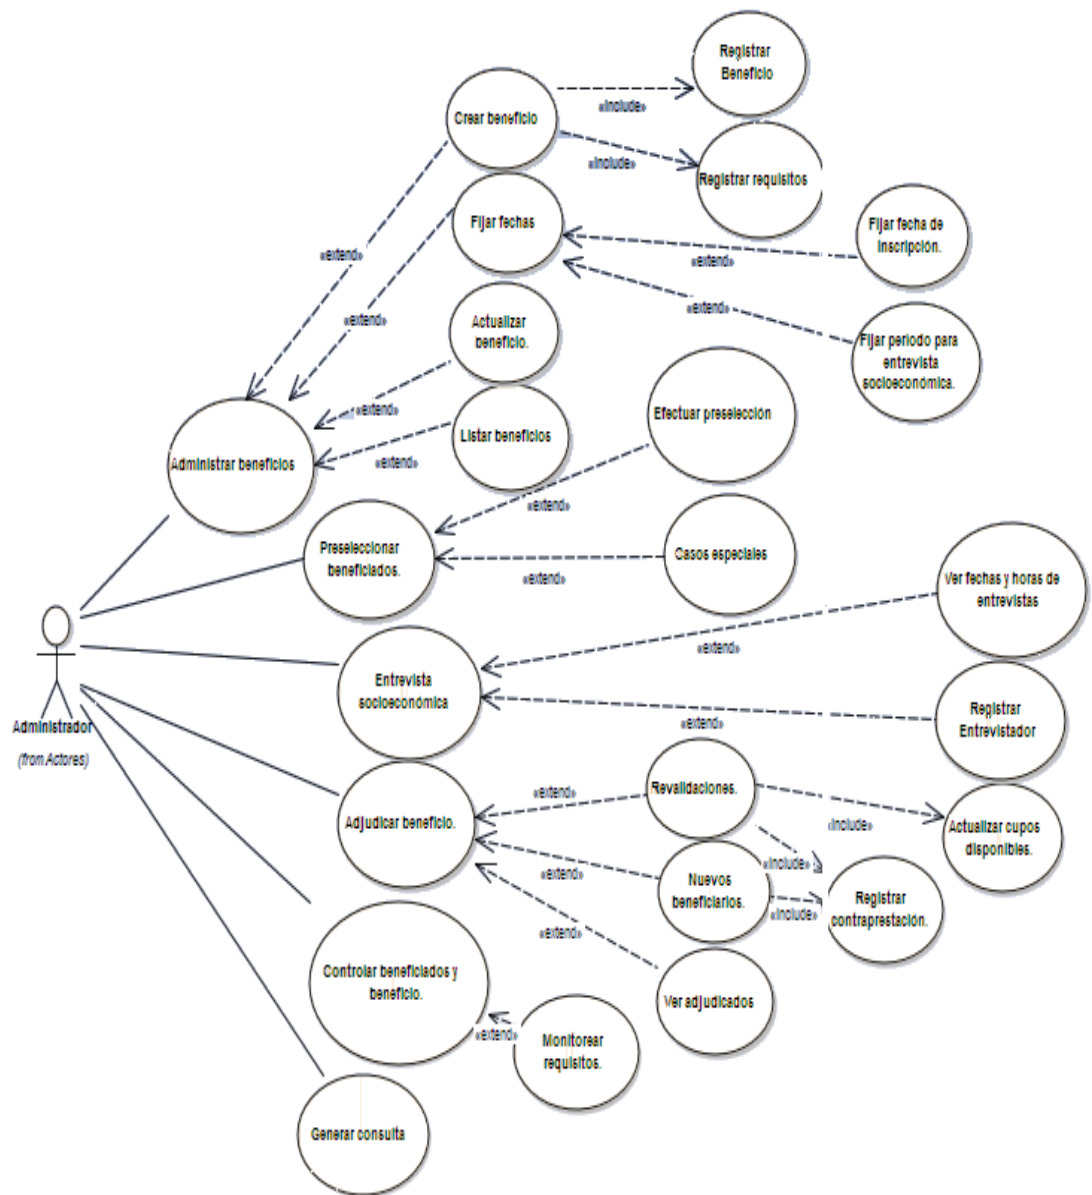 Registrar
Beneficio
Crear beneficio
«include»
«include»
Registrar requisitos
Fijar fechas
Fijar fecha de
inscripción.
«extend»
«extend»
«extend»
«extend»
Actualizar
beneficio.
Fijar periodo para
entrevista
socioeconómica.
«extend»
Efectuar preselección
Listar beneficios
«extend»
Administrar beneficios
«extend»
Preseleccionar
beneficiados.
Casos especiales
«extend»
Ver fechas y horas de
entrevistas
«extend»
Entrevista
socioeconómica
Registrar
Entrevistador
«extend»
Administrador
(from Actores)
Revalidaciones.
«extend»
Adjudicar beneficio.
«include»
Actualizar cupos
disponibles.
«include»
«extend»
Nuevos
beneficiarios.
Registrar
contraprestación.
«include»
«extend»
Controlar beneficiados y
beneficio.
Ver adjudicados
«extend»
Monitorear
requisitos.
Generar consulta